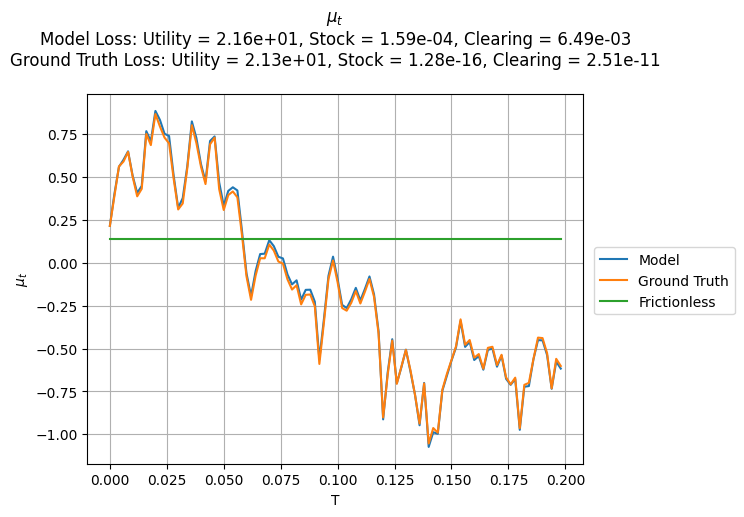 μₜ
Model Loss: Utility = 2.16e+01, Stock = 1.59e-04, Clearing = 6.49e-03
Ground Truth Loss: Utility = 2.13e+01, Stock = 1.28e-16, Clearing = 2.51e-11
0.75
0.50
0.25
0.00
−0.25
−0.50
−0.75
−1.00
μₜ
0.000
0.025
0.050
0.075
0.100
0.125
0.150
0.175
0.200
T
Model
Ground Truth
Frictionless